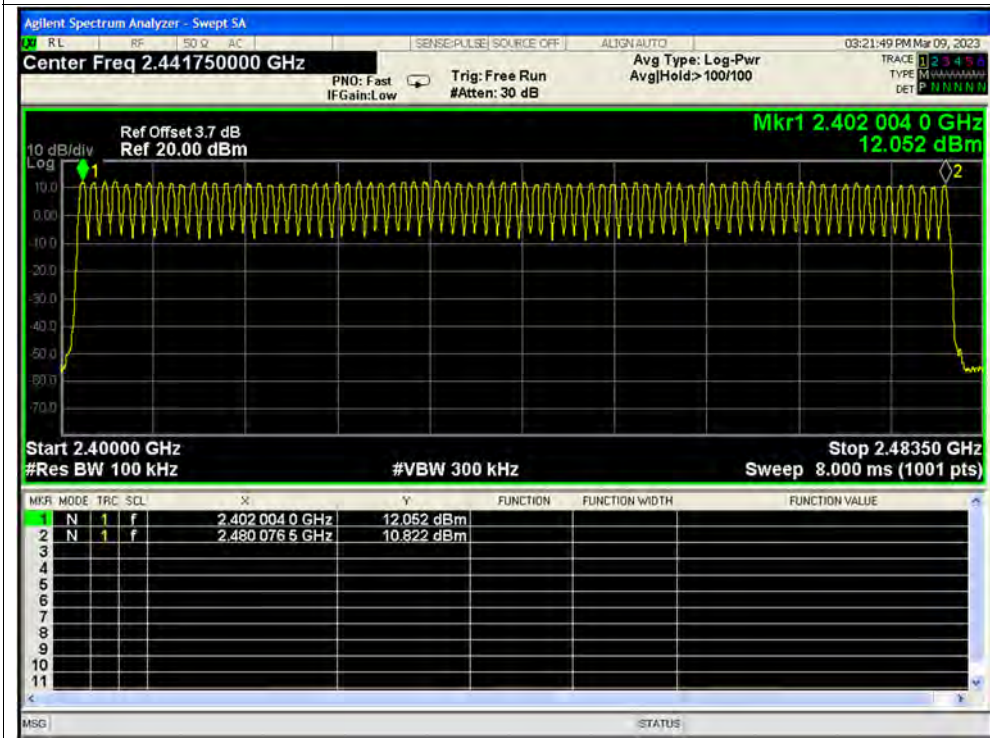 Agilent Spectrum Analyzer - Swept SA
RL RF 50 Ω AC SENSE:PULSE SOURCE OFF ALIGNAUTO 03:21:49 PM Mar 09, 2023
Center Freq 2.441750000 GHz PNO: Fast Trig: Free Run Avg Type: Log-Pwr TRACE 1 2 3 4 5 6
IFGain:Low #Atten: 30 dB Avg|Hold:>100/100 TYPE M
DET P N N N N N
Mkr1 2.402 004 0 GHz
12.052 dBm
Ref Offset 3.7 dB
10 dB/div Ref 20.00 dBm
Log
1
2
10.0
0.00
-10.0
-20.0
-30.0
-40.0
-50.0
-60.0
-70.0
Start 2.40000 GHz Stop 2.48350 GHz
#Res BW 100 kHz #VBW 300 kHz Sweep 8.000 ms (1001 pts)
MKR MODE TRC SCL X Y FUNCTION FUNCTION WIDTH FUNCTION VALUE
1 N 1 f 2.402 004 0 GHz 12.052 dBm
2 N 1 f 2.480 076 5 GHz 10.822 dBm
3
4
5
6
7
8
9
10
11
MSG STATUS